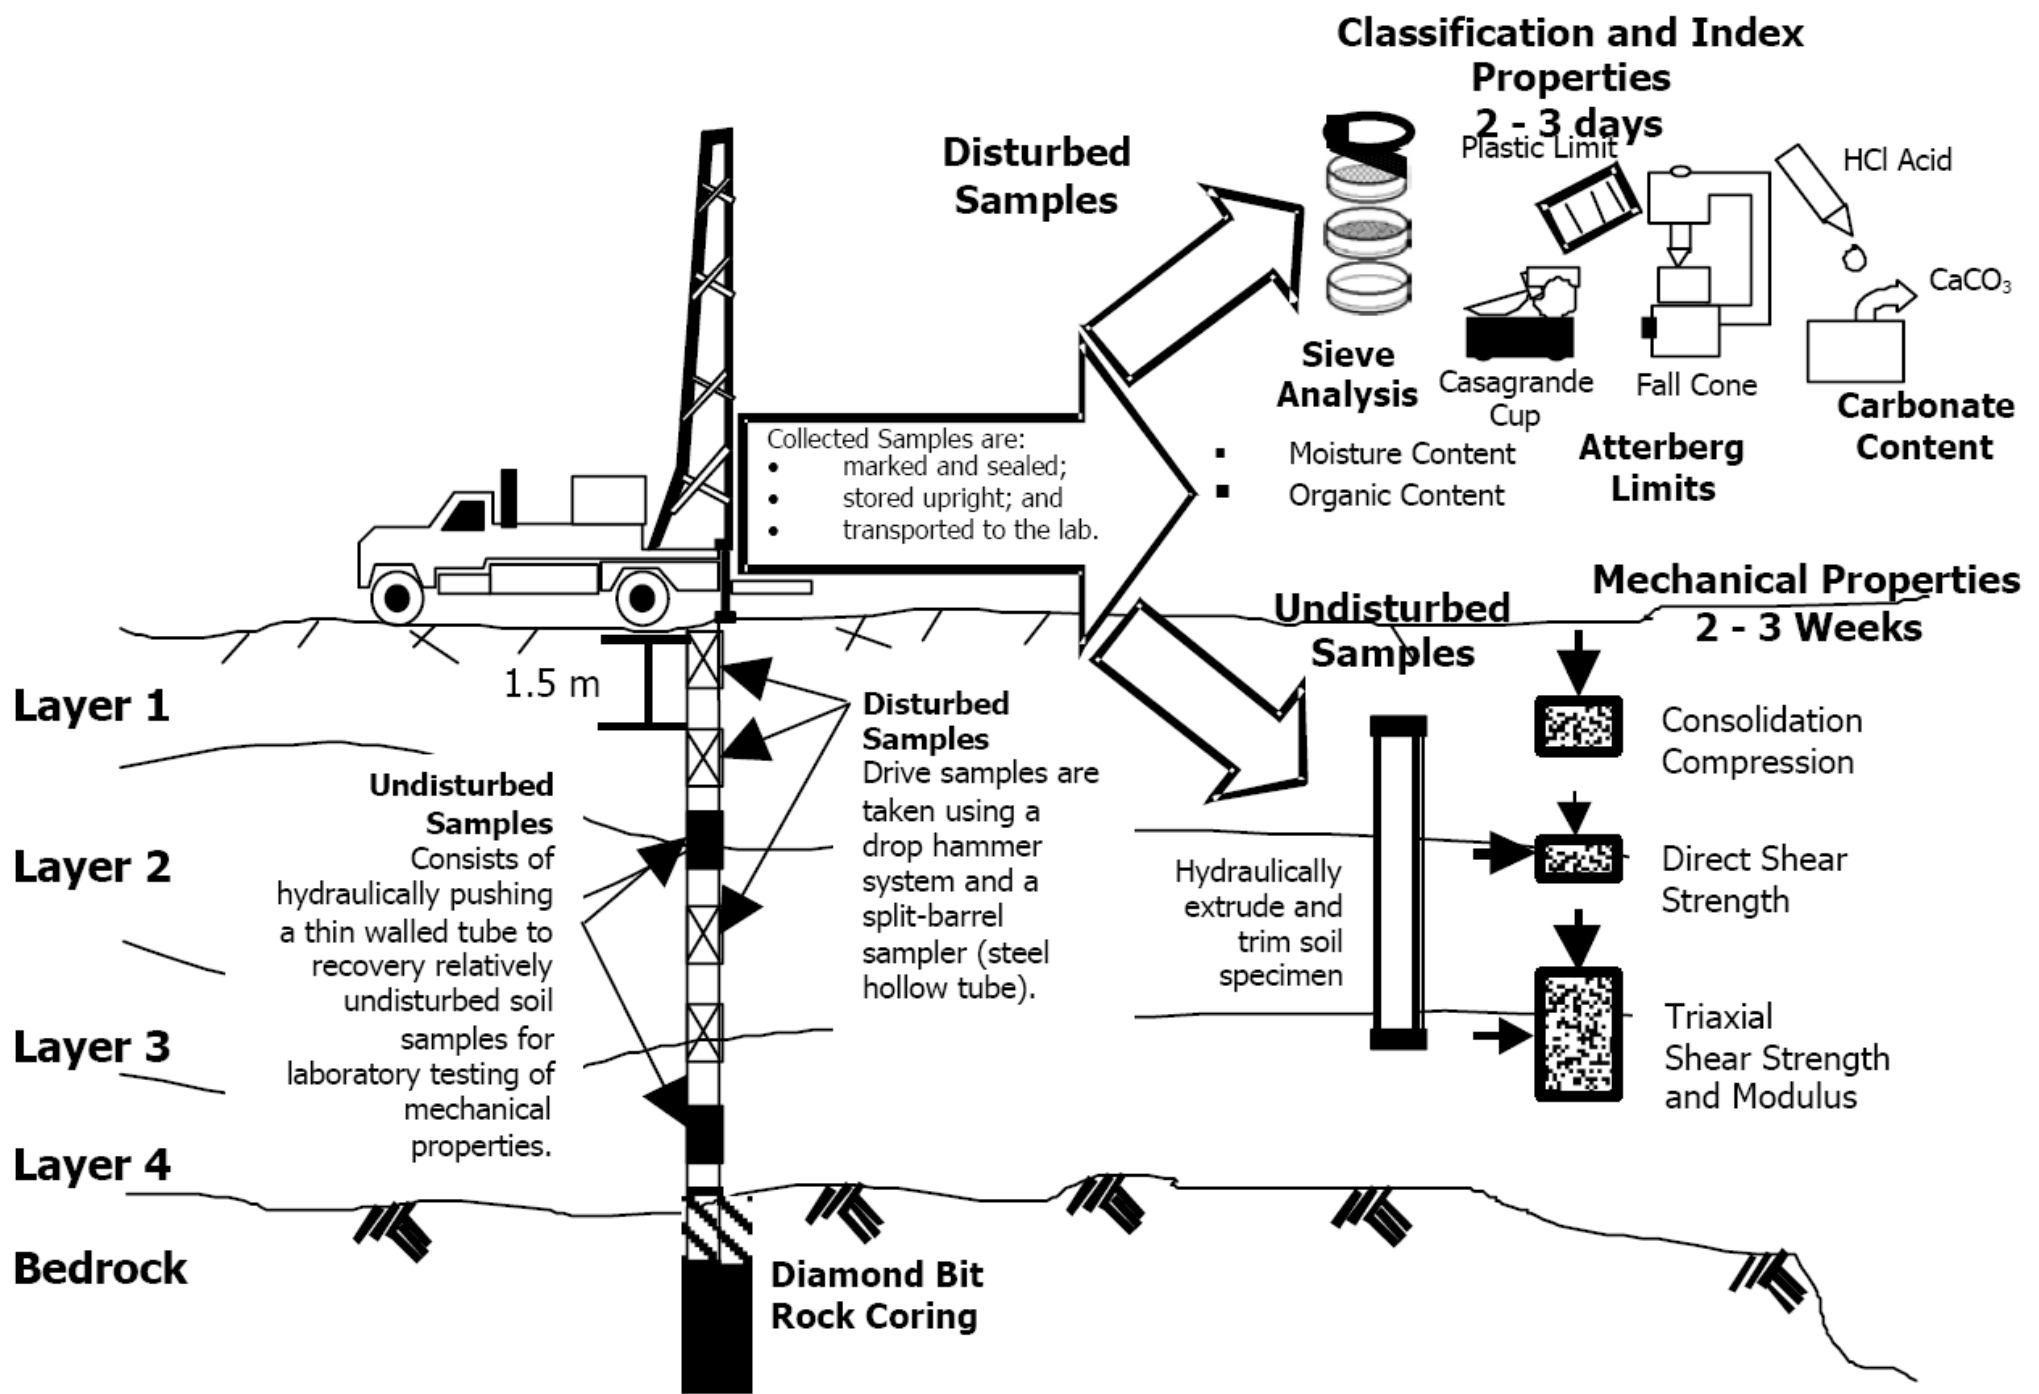 Classification and Index
Properties
2 - 3 days
Disturbed
Samples
Plastic Limit
HCl Acid
CaCO₃
Sieve
Analysis
Casagrande
Cup
Fall Cone
Carbonate
Content
Atterberg
Limits
▪ Moisture Content
▪ Organic Content
Collected Samples are:
• marked and sealed;
• stored upright; and
• transported to the lab.
Mechanical Properties
2 - 3 Weeks
Undisturbed
Samples
1.5 m
Layer 1
Disturbed
Samples
Drive samples are
taken using a
drop hammer
system and a
split-barrel
sampler (steel
hollow tube).
Consolidation
Compression
Undisturbed
Samples
Consists of
hydraulically pushing
a thin walled tube to
recovery relatively
undisturbed soil
samples for
laboratory testing of
mechanical
properties.
Layer 2
Hydraulically
extrude and
trim soil
specimen
Direct Shear
Strength
Layer 3
Triaxial
Shear Strength
and Modulus
Layer 4
Bedrock
Diamond Bit
Rock Coring